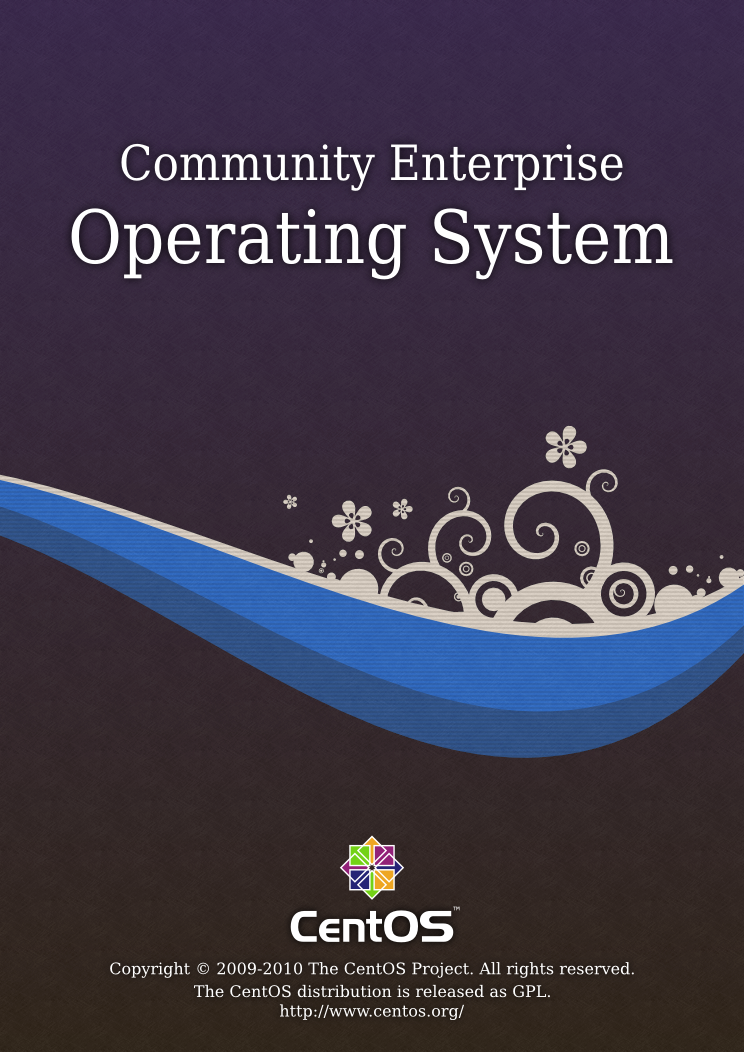 Community Enterprise
Operating System
CentOS™
Copyright © 2009-2010 The CentOS Project. All rights reserved.
The CentOS distribution is released as GPL.
http://www.centos.org/